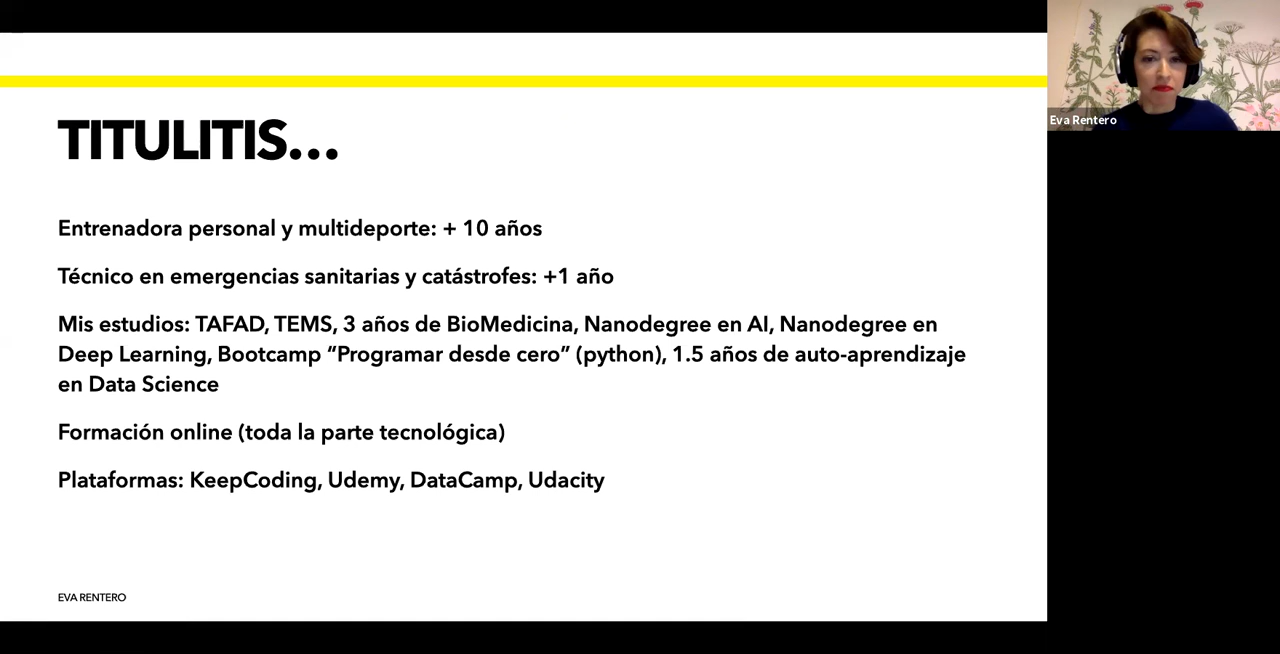 TITULITIS...
Entrenadora personal y multideporte: + 10 años
Técnico en emergencias sanitarias y catástrofes: +1 año
Mis estudios: TAFAD, TEMS, 3 años de BioMedicina, Nanodegree en AI, Nanodegree en
Deep Learning, Bootcamp “Programar desde cero” (python), 1.5 años de auto-aprendizaje
en Data Science
Formación online (toda la parte tecnológica)
Plataformas: KeepCoding, Udemy, DataCamp, Udacity
EVA RENTERO
Eva Rentero